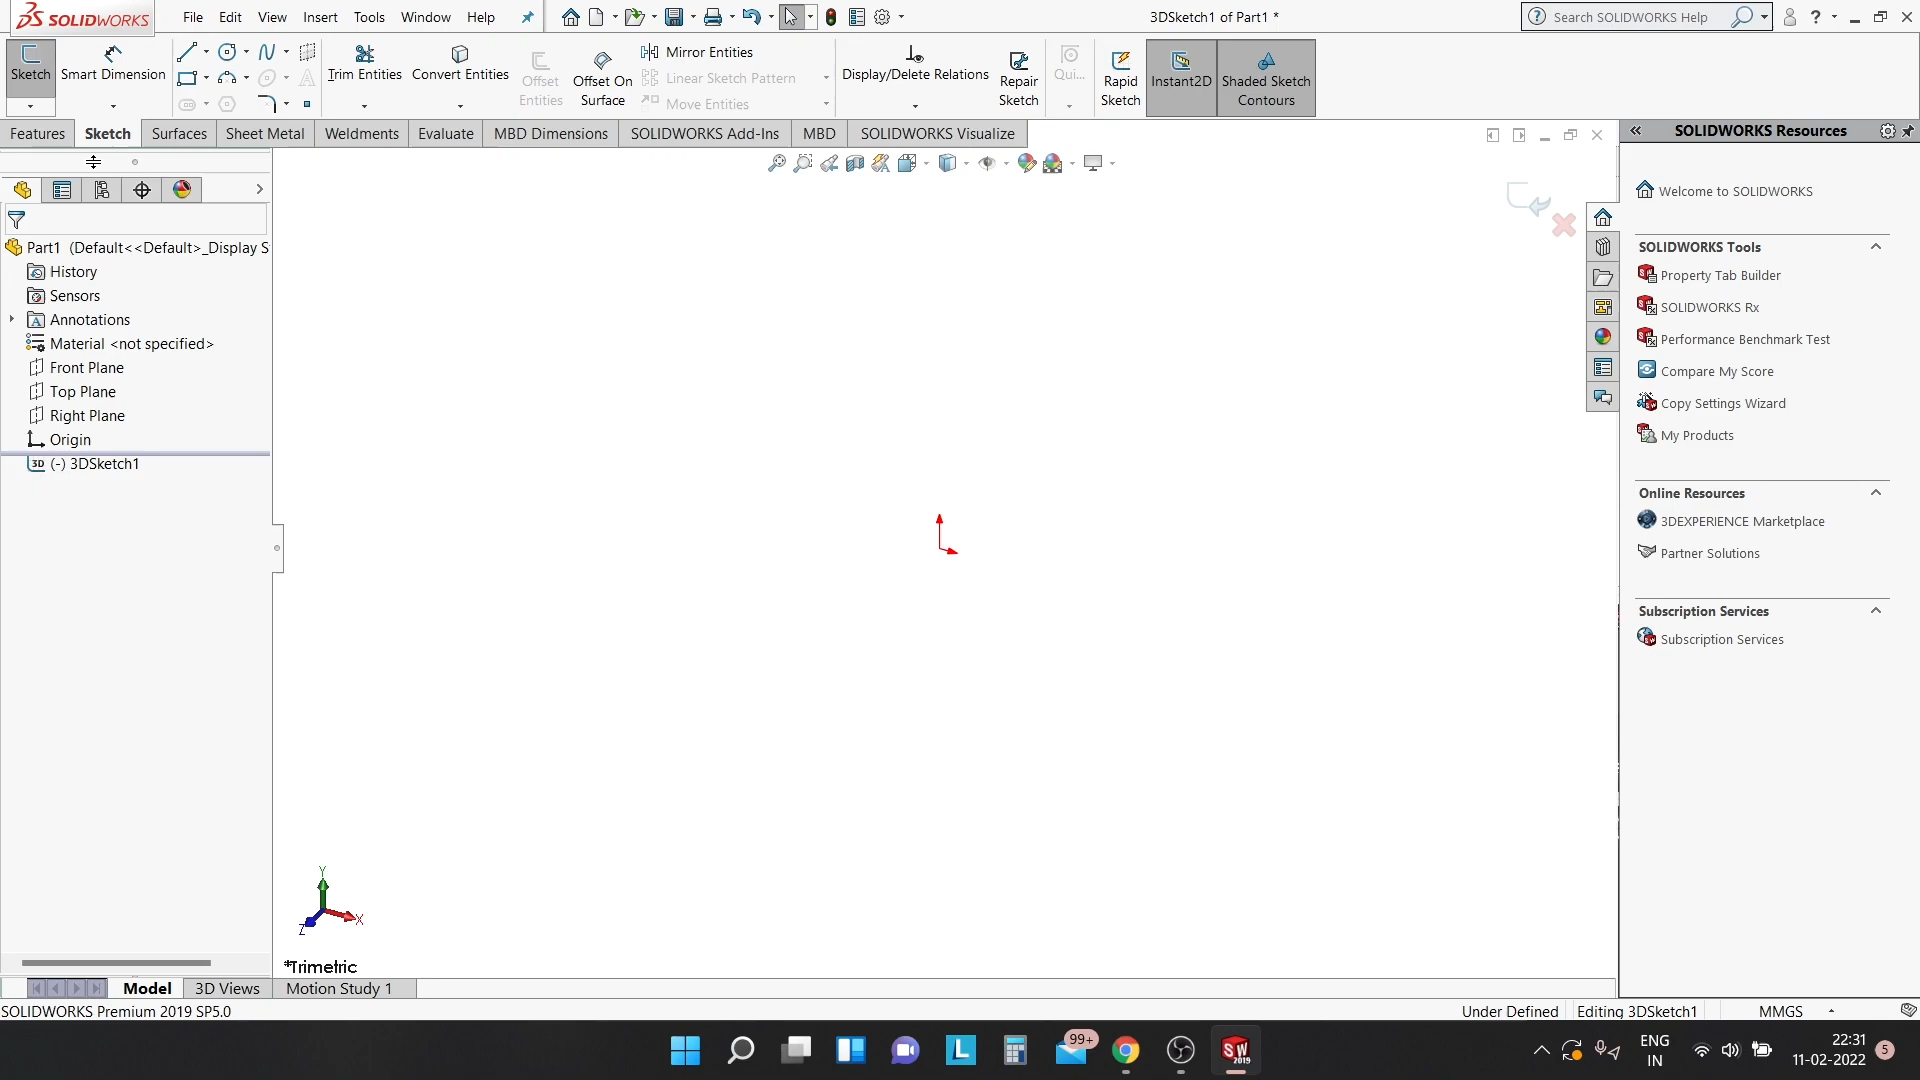 SOLIDWORKS File Edit View Insert Tools Window Help 3DSketch1 of Part1 * Search SOLIDWORKS Help ?
Sketch Smart Dimension Trim Entities Convert Entities Offset Entities Offset On Surface Mirror Entities Display/Delete Relations Repair Sketch Qui... Rapid Sketch Instant2D Shaded Sketch Contours
Linear Sketch Pattern
Move Entities
Features Sketch Surfaces Sheet Metal Weldments Evaluate MBD Dimensions SOLIDWORKS Add-Ins MBD SOLIDWORKS Visualize
Part1 (Default<<Default>_Display S
History
Sensors
Annotations
Material <not specified>
Front Plane
Top Plane
Right Plane
Origin
3D (-) 3DSketch1
Y
X
Z
*Trimetric
Model 3D Views Motion Study 1
SOLIDWORKS Resources
Welcome to SOLIDWORKS
SOLIDWORKS Tools
Property Tab Builder
SOLIDWORKS Rx
Performance Benchmark Test
Compare My Score
Copy Settings Wizard
My Products
Online Resources
3DEXPERIENCE Marketplace
Partner Solutions
Subscription Services
Subscription Services
SOLIDWORKS Premium 2019 SP5.0 Under Defined Editing 3DSketch1 MMGS
L 99+ SW 2019 ENG IN 22:31 5
11-02-2022